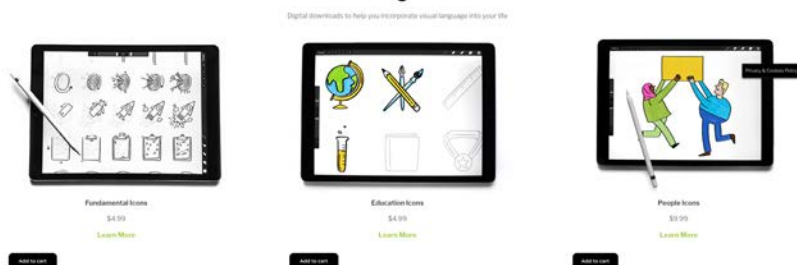 Digital downloads to help you incorporate visual language into your life
Privacy & Cookies Policy
Fundamental Icons
$4.99
Learn More
Add to cart
Education Icons
$4.99
Learn More
Add to cart
People Icons
$9.99
Learn More
Add to cart